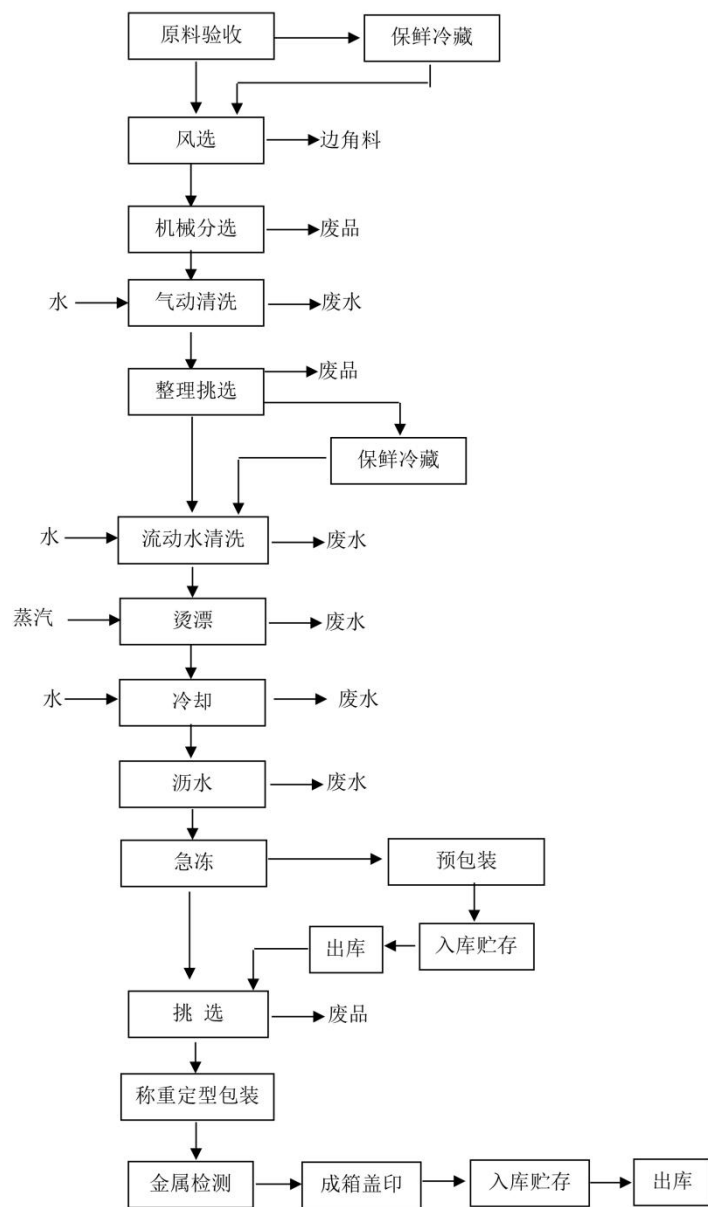 原料验收
保鲜冷藏
风选
边角料
机械分选
废品
水
气动清洗
废水
废品
整理挑选
保鲜冷藏
水
流动水清洗
废水
蒸汽
烫漂
废水
水
冷却
废水
沥水
废水
急冻
预包装
出库
入库贮存
挑 选
废品
称重定型包装
金属检测
成箱盖印
入库贮存
出库